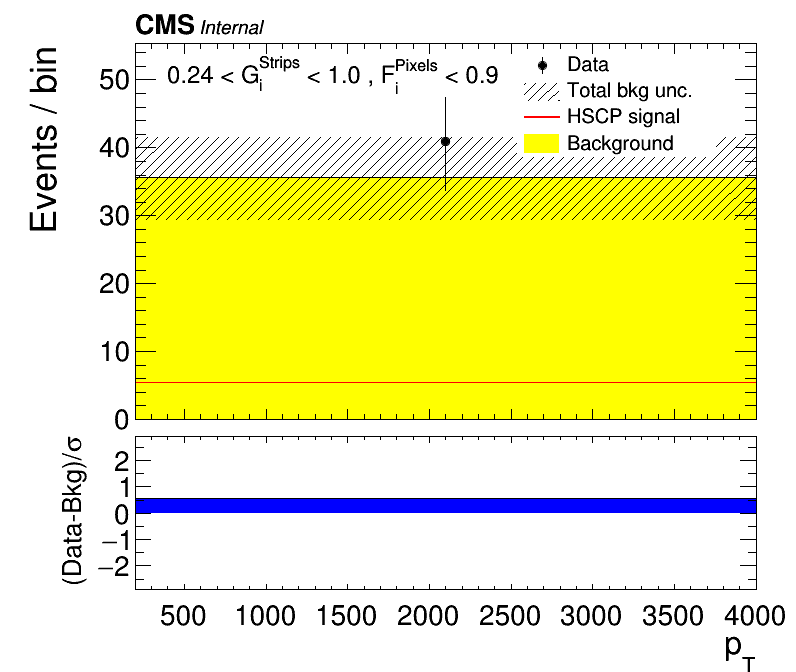 CMS Internal
Events / bin
0.24 < G_i^Strips < 1.0 , F_i^Pixels < 0.9
Data
Total bkg unc.
HSCP signal
Background
50
40
30
20
10
0
(Data-Bkg)/σ
2
1
0
−1
−2
500 1000 1500 2000 2500 3000 3500 4000
p_T